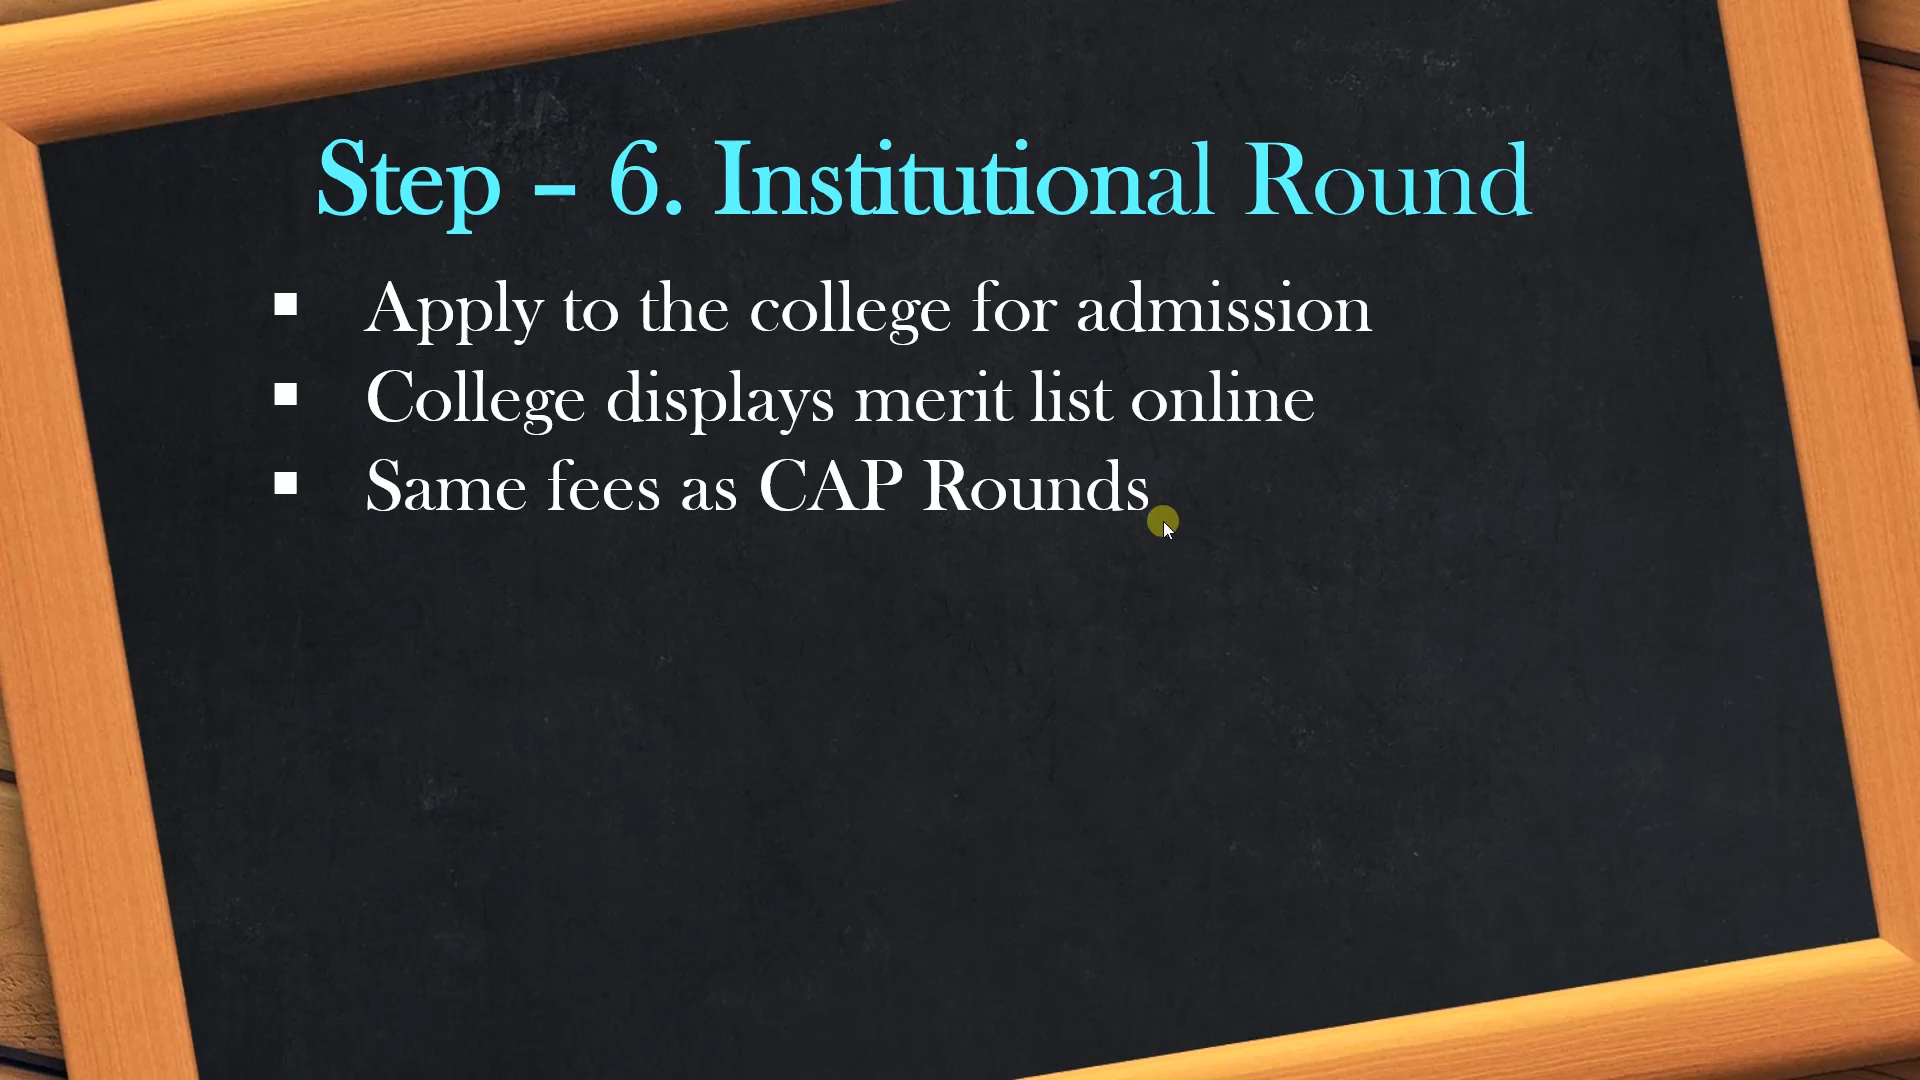 Step – 6. Institutional Round
▪ Apply to the college for admission
▪ College displays merit list online
▪ Same fees as CAP Rounds